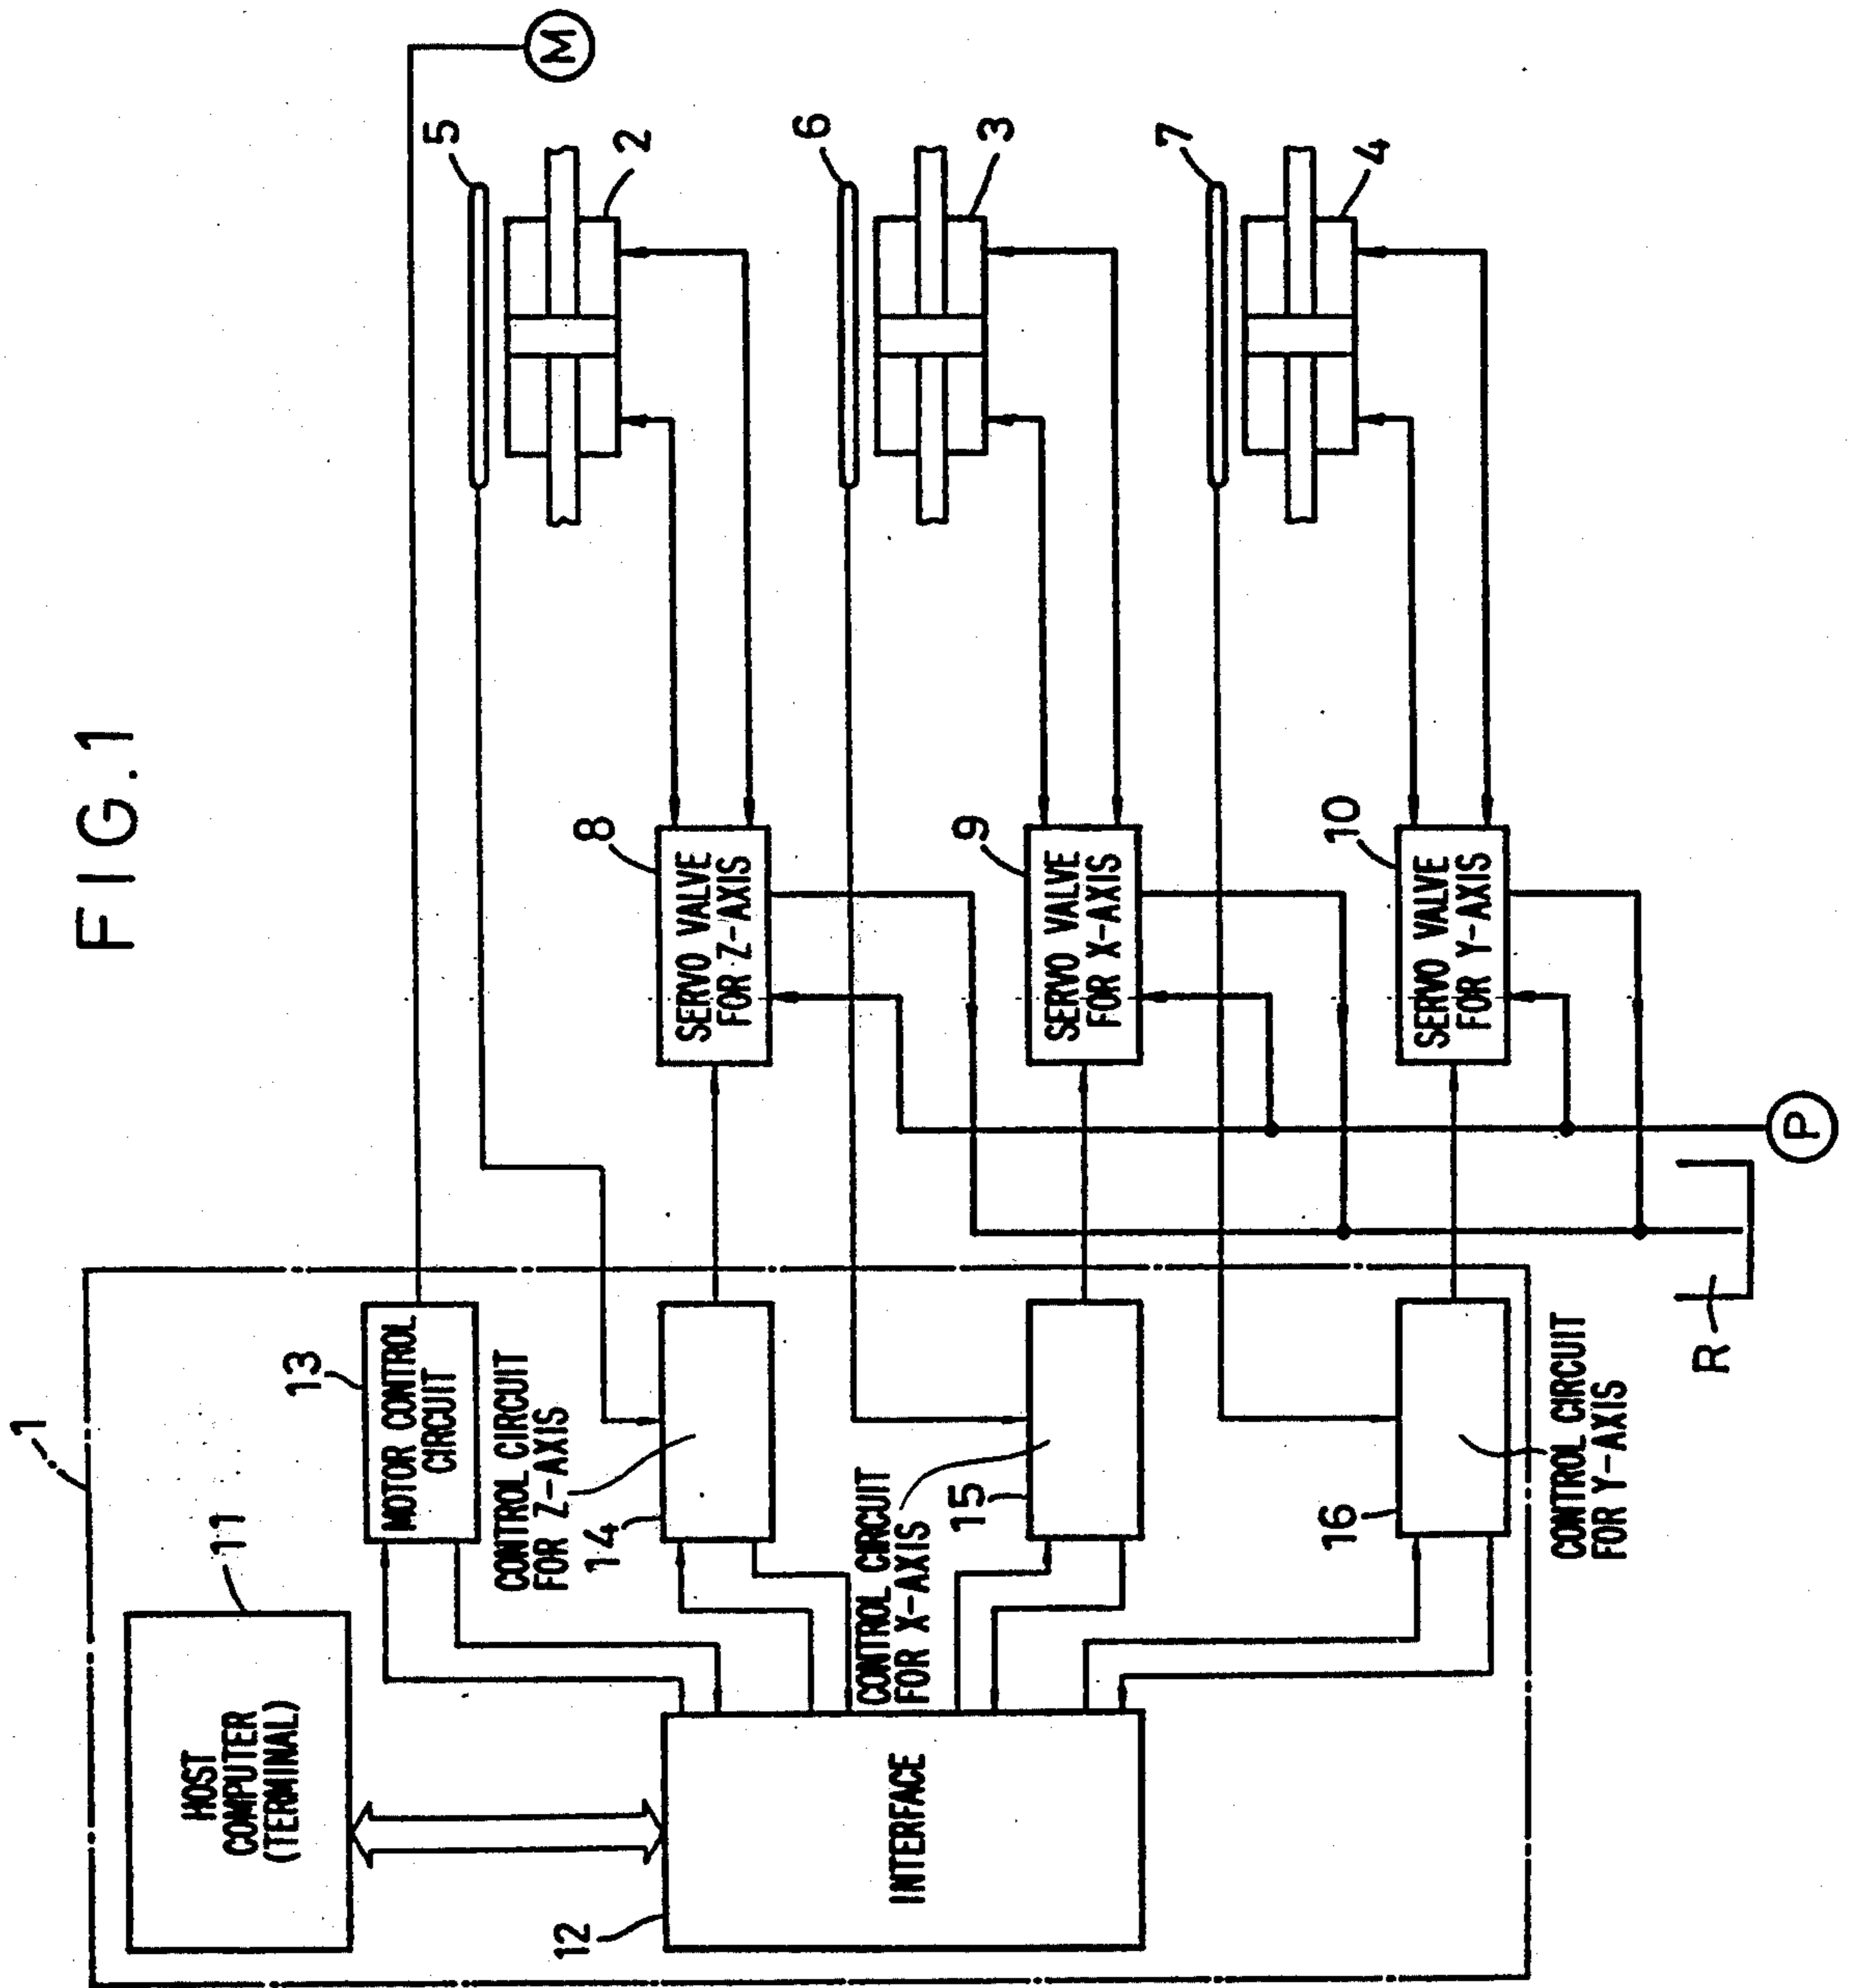 FIG.1
1
HOST
COMPUTER
(TERMINAL)
11
INTERFACE
12
13
MOTOR CONTROL
CIRCUIT
M
CONTROL CIRCUIT
FOR Z-AXIS
14
8
SERVO VALVE
FOR Z-AXIS
5
2
CONTROL CIRCUIT
FOR X-AXIS
15
9
SERVO VALVE
FOR X-AXIS
6
3
16
CONTROL CIRCUIT
FOR Y-AXIS
10
SERVO VALVE
FOR Y-AXIS
7
4
R
P